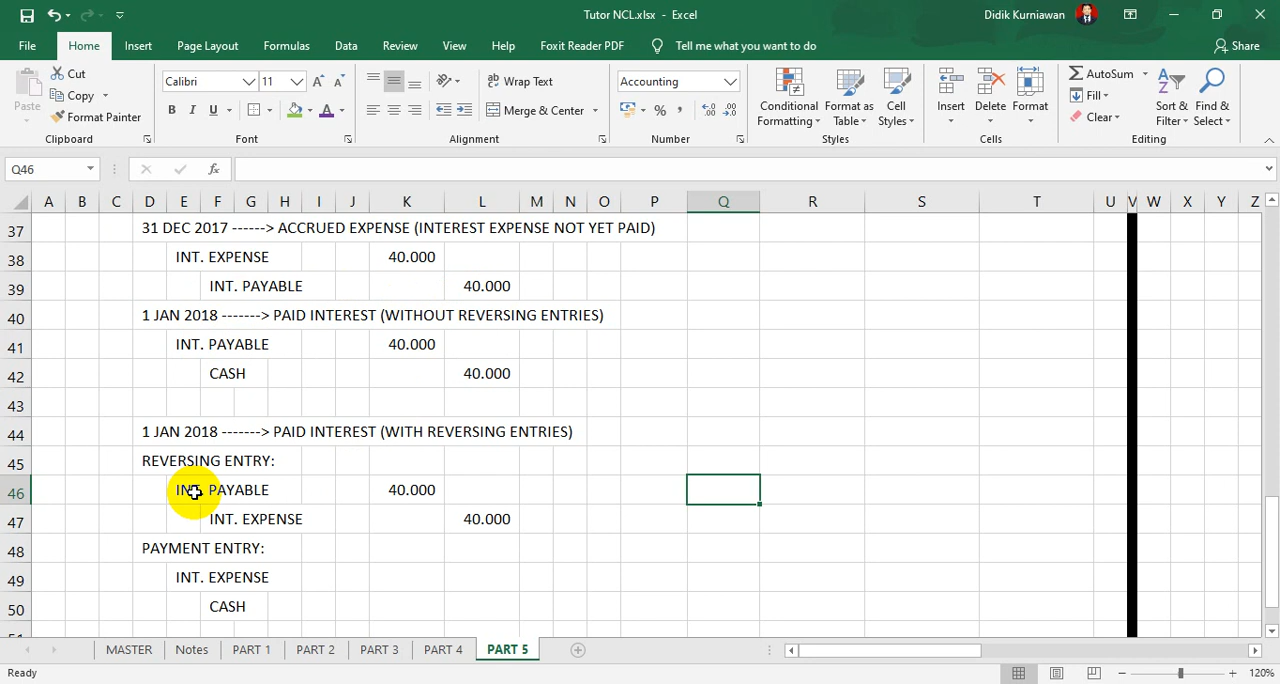 Tutor NCL.xlsx - Excel
Didik Kurniawan
File Home Insert Page Layout Formulas Data Review View Help Foxit Reader PDF Tell me what you want to do Share
Paste
Cut
Copy
Format Painter
Clipboard
Calibri 11
B I U
Font
Wrap Text
Merge & Center
Alignment
Accounting
Number
Conditional Formatting
Format as Table
Cell Styles
Styles
Insert Delete Format
Cells
AutoSum
Fill
Clear
Sort & Filter
Find & Select
Editing
Q46
fx
A B C D E F G H I J K L M N O P Q R S T U V W X Y Z
37 31 DEC 2017 ------> ACCRUED EXPENSE (INTEREST EXPENSE NOT YET PAID)
38 INT. EXPENSE 40.000
39 INT. PAYABLE 40.000
40 1 JAN 2018 -------> PAID INTEREST (WITHOUT REVERSING ENTRIES)
41 INT. PAYABLE 40.000
42 CASH 40.000
43
44 1 JAN 2018 -------> PAID INTEREST (WITH REVERSING ENTRIES)
45 REVERSING ENTRY:
46 INT. PAYABLE 40.000
47 INT. EXPENSE 40.000
48 PAYMENT ENTRY:
49 INT. EXPENSE
50 CASH
MASTER Notes PART 1 PART 2 PART 3 PART 4 PART 5
Ready
120%